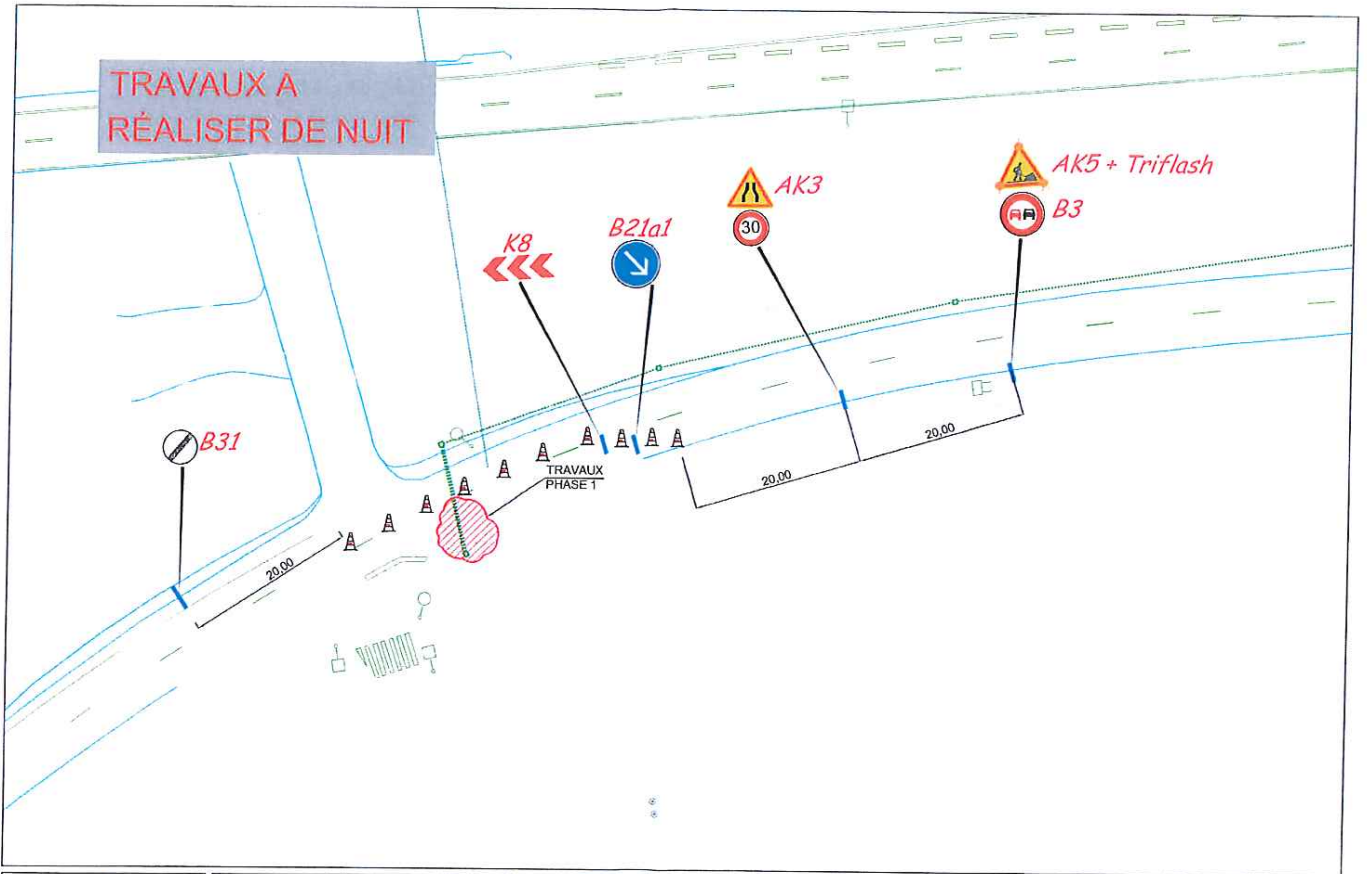 TRAVAUX A
RÉALISER DE NUIT
AK5 + Triflash
AK3
B3
30
B21a1
K8
B31
TRAVAUX
PHASE 1
20,00
20,00
20,00